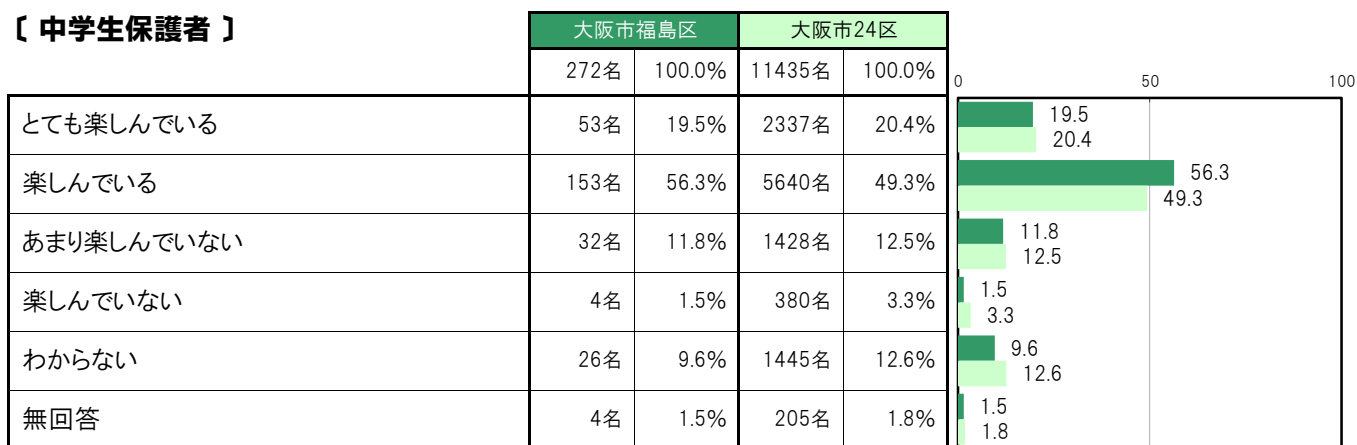 〔 中学生保護者 〕
大阪市福島区 大阪市24区
272名 100.0% 11435名 100.0%
0 50 100
とても楽しんでいる 53名 19.5% 2337名 20.4% 19.5
20.4
楽しんでいる 153名 56.3% 5640名 49.3% 56.3
49.3
あまり楽しんでいない 32名 11.8% 1428名 12.5% 11.8
12.5
楽しんでいない 4名 1.5% 380名 3.3% 1.5
3.3
わからない 26名 9.6% 1445名 12.6% 9.6
12.6
無回答 4名 1.5% 205名 1.8% 1.5
1.8